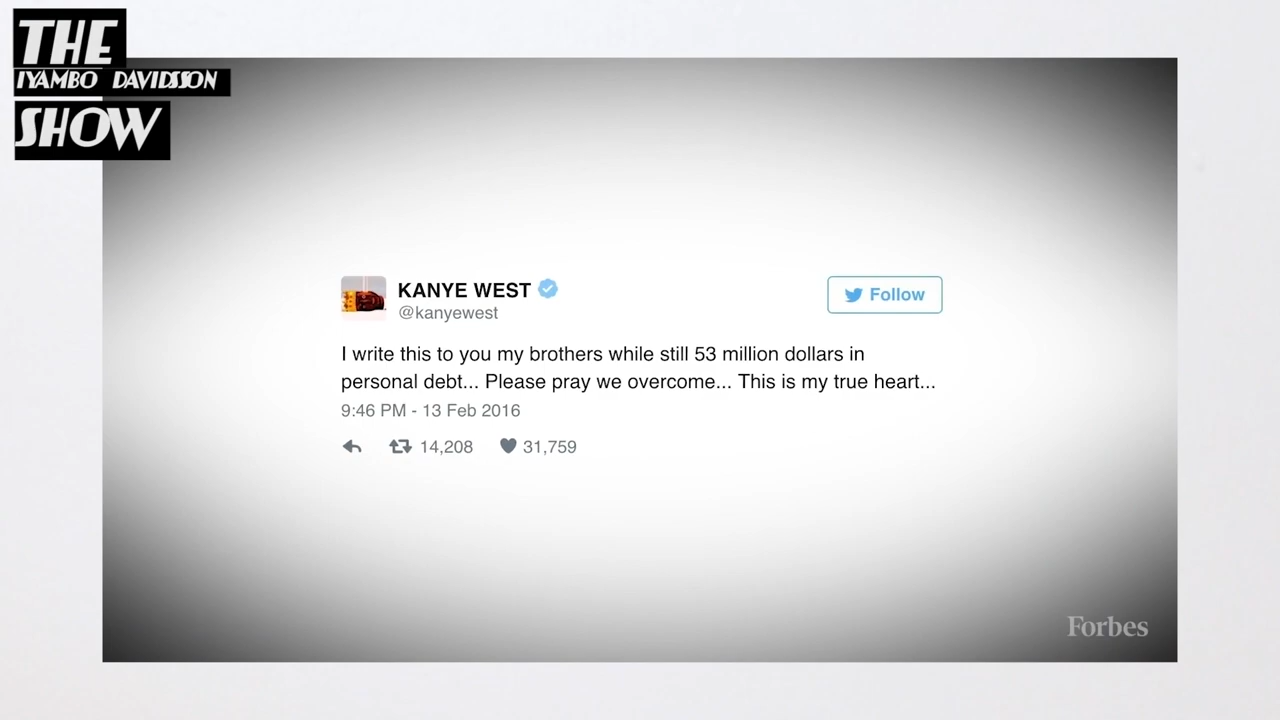 THE
IYAMBO DAVIDSSON
SHOW
KANYE WEST
@kanyewest
Follow
I write this to you my brothers while still 53 million dollars in
personal debt... Please pray we overcome... This is my true heart...
9:46 PM - 13 Feb 2016
14,208 31,759
Forbes